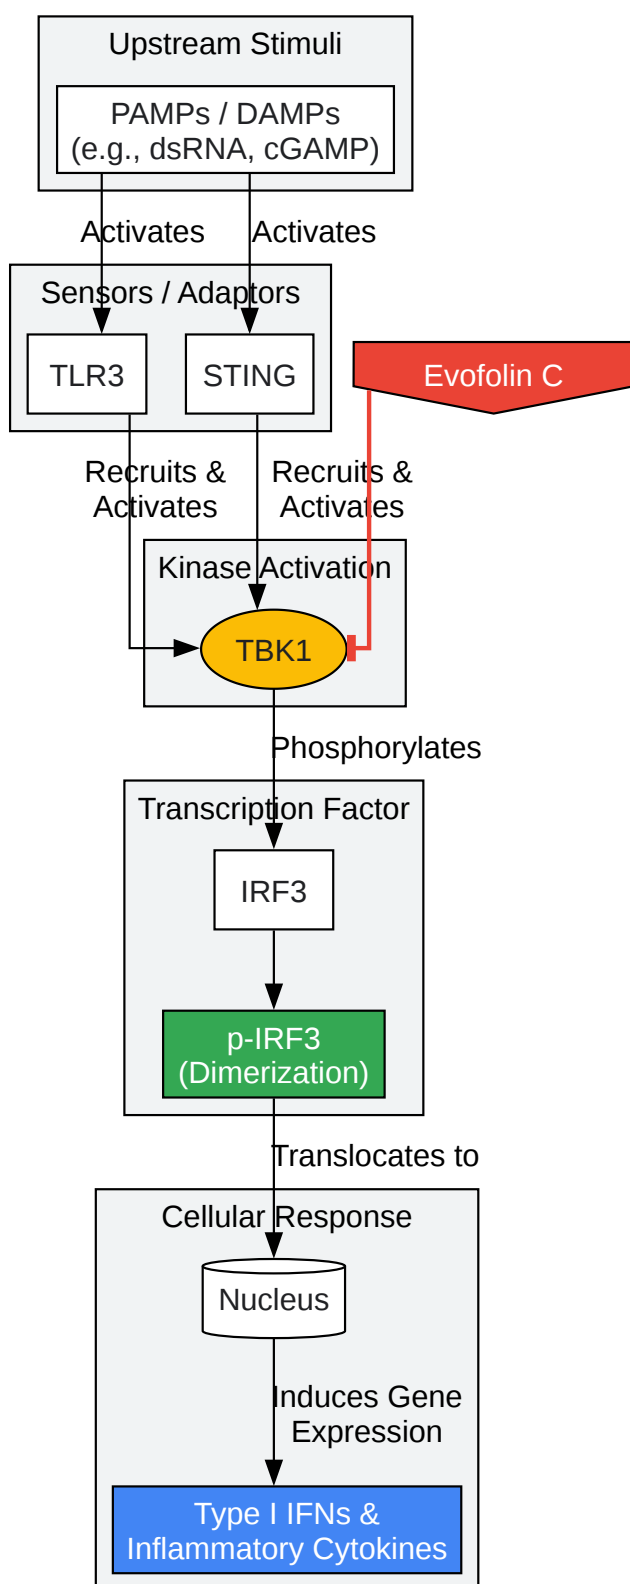 Upstream Stimuli
PAMPs / DAMPs
(e.g., dsRNA, cGAMP)
Activates
Activates
Sensors / Adaptors
TLR3
STING
Evofolin C
Recruits &
Activates
Recruits &
Activates
Kinase Activation
TBK1
Phosphorylates
Transcription Factor
IRF3
p-IRF3
(Dimerization)
Translocates to
Cellular Response
Nucleus
Induces Gene
Expression
Type I IFNs &
Inflammatory Cytokines